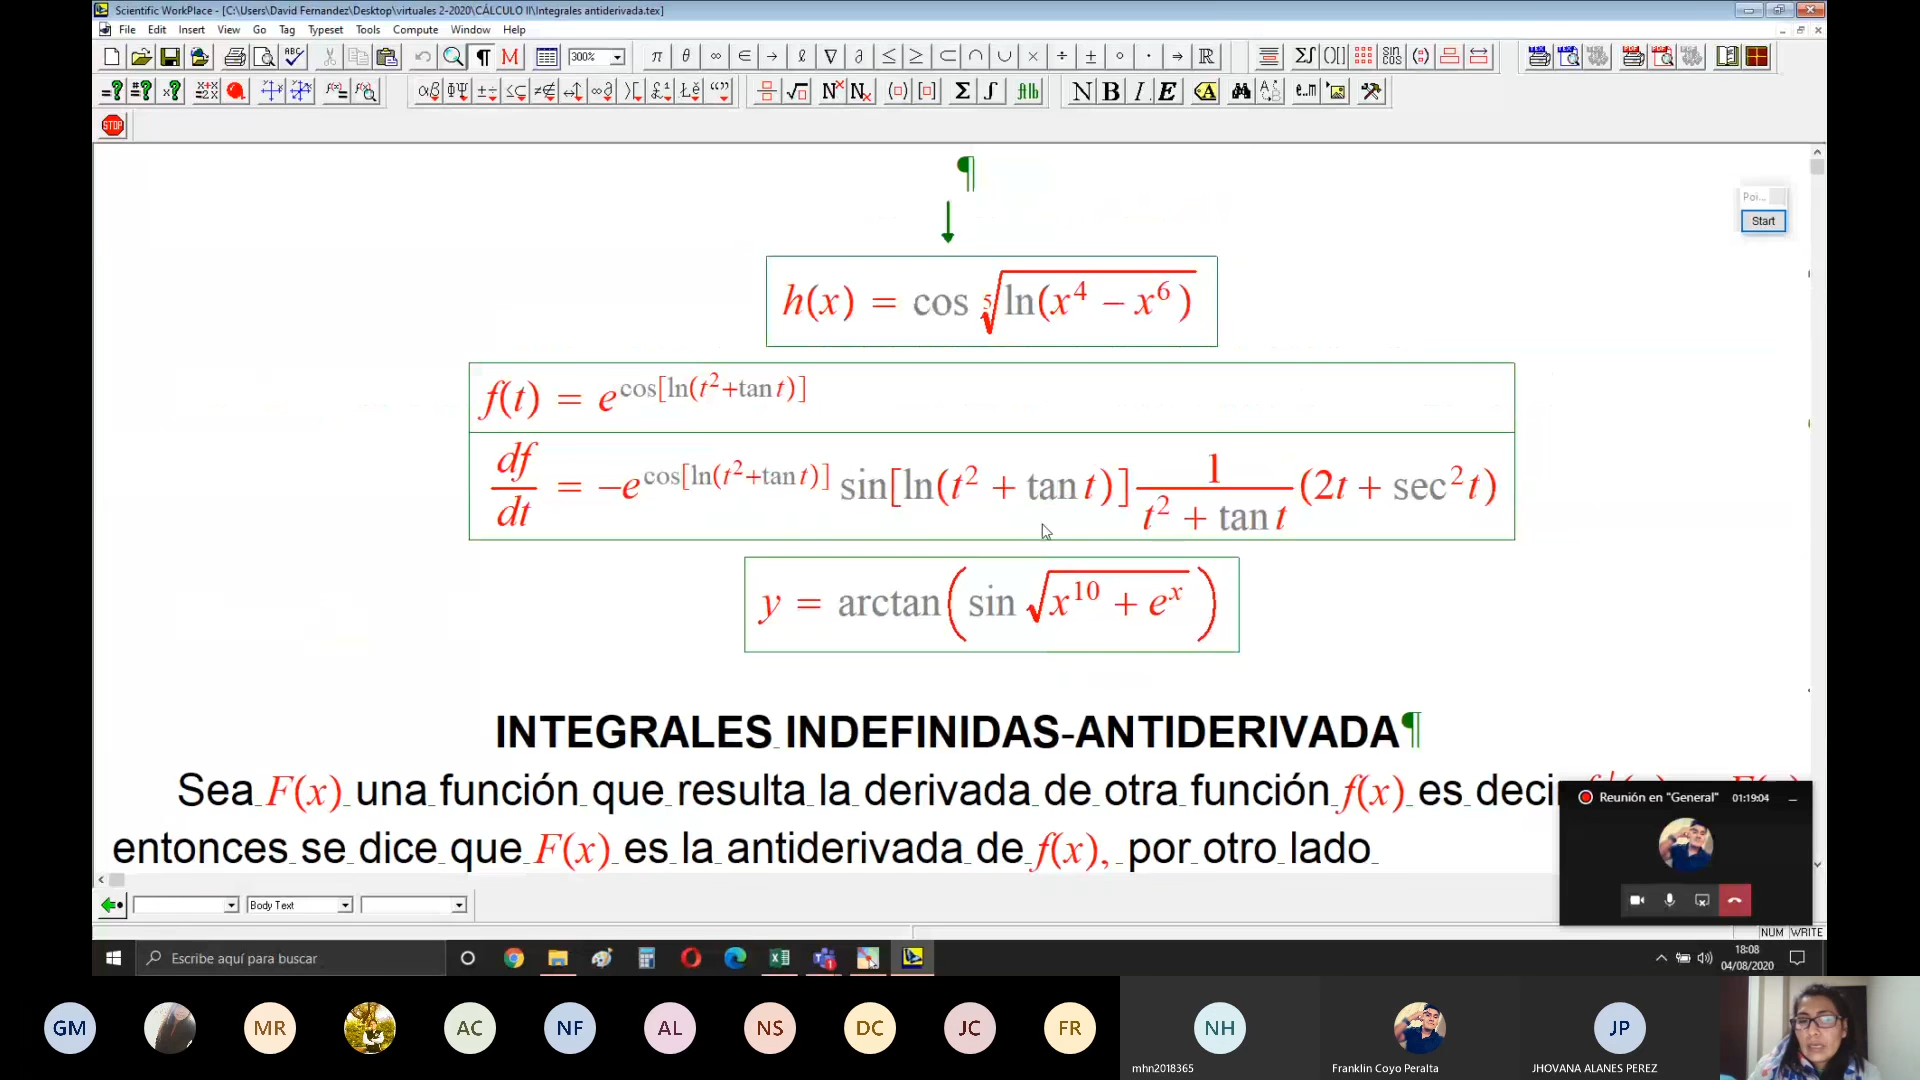 Scientific WorkPlace - [C:\Users\David Fernandez\Desktop\virtuales 2-2020\CÁLCULO II\Integrales antiderivada.tex]
File Edit Insert View Go Tag Typeset Tools Compute Window Help
300%
STOP
¶
Poi...
Start
h(x) = cos ⁵√ln(x⁴ − x⁶)
f(t) = e^cos[ln(t²+tan t)]
df/dt = −e^cos[ln(t²+tan t)] sin[ln(t² + tan t)] 1/(t² + tan t) (2t + sec² t)
y = arctan(sin √x¹⁰ + eˣ)
INTEGRALES INDEFINIDAS-ANTIDERIVADA¶
Sea F(x) una función que resulta la derivada de otra función f(x) es deci
entonces se dice que F(x) es la antiderivada de f(x), por otro lado
Reunión en "General" 01:19:04
Body Text
NUM WRITE
Escribe aquí para buscar
18:08
04/08/2020
GM MR AC NF AL NS DC JC FR NH JP
mhn2018365 Franklin Coyo Peralta JHOVANA ALANES PEREZ